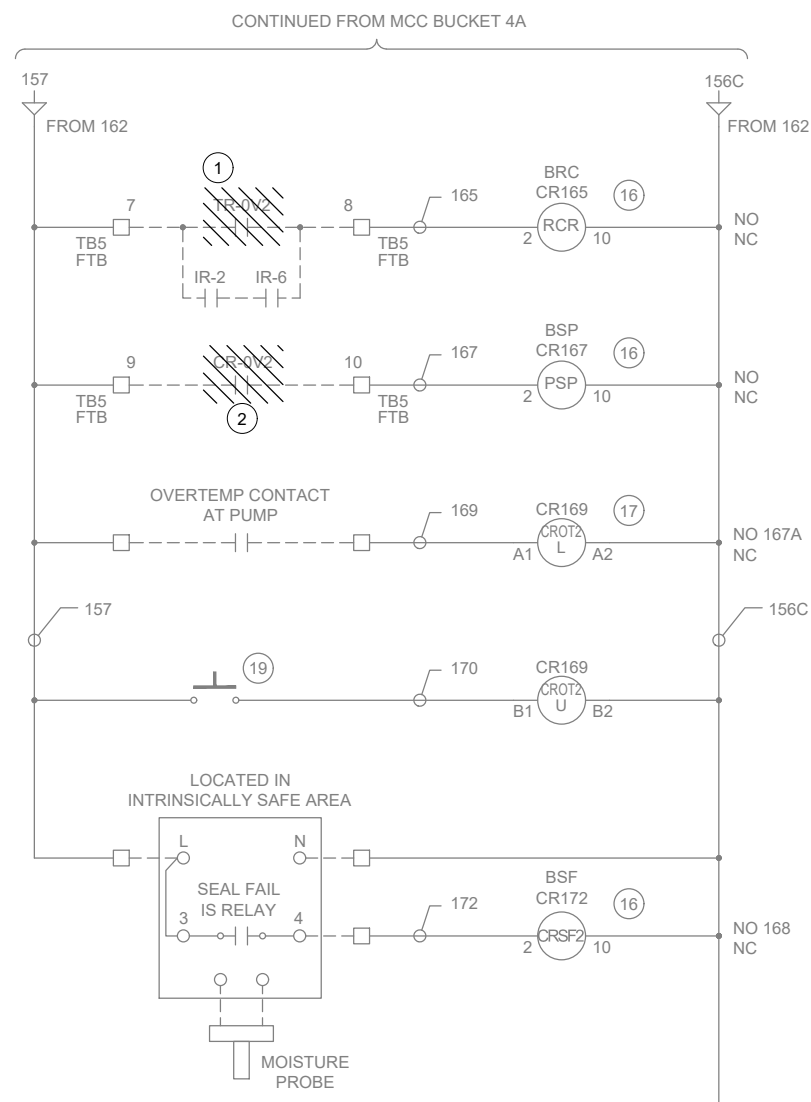 CONTINUED FROM MCC BUCKET 4A
157
156C
FROM 162
FROM 162
1
TR-0V2
7
8
165
BRC
CR165
16
RCR
2
10
NO
NC
TB5
FTB
TB5
FTB
IR-2
IR-6
9
CR-0V2
10
167
BSP
CR167
16
PSP
2
10
NO
NC
TB5
FTB
TB5
FTB
2
OVERTEMP CONTACT
AT PUMP
169
CR169
17
CROT2
L
A1
A2
NO 167A
NC
157
156C
19
170
CR169
CROT2
U
B1
B2
LOCATED IN
INTRINSICALLY SAFE AREA
L
N
SEAL FAIL
IS RELAY
3
4
172
BSF
CR172
16
CRSF2
2
10
NO 168
NC
MOISTURE
PROBE